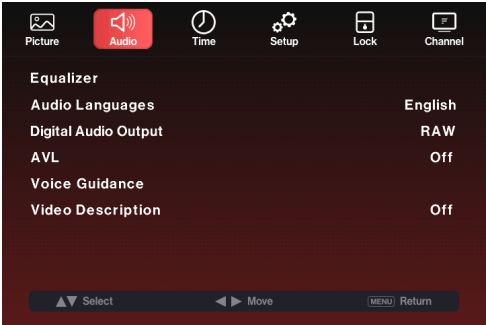 Picture Audio Time Setup Lock Channel
Equalizer
Audio Languages English
Digital Audio Output RAW
AVL Off
Voice Guidance
Video Description Off
Select Move MENU Return